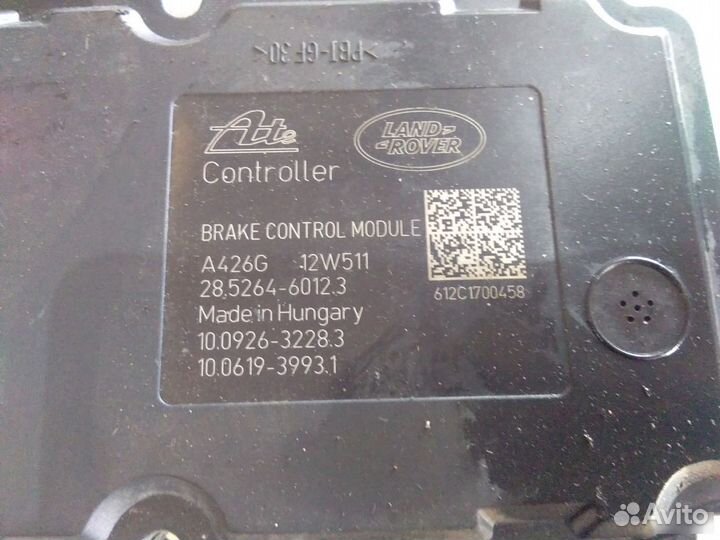 >PBT-GF30<
Ate
LAND
ROVER
Controller
BRAKE CONTROL MODULE
A426G 12W511
28.5264-6012.3
612C1700458
Made in Hungary
10.0926-3228.3
10.0619-3993.1
Avito